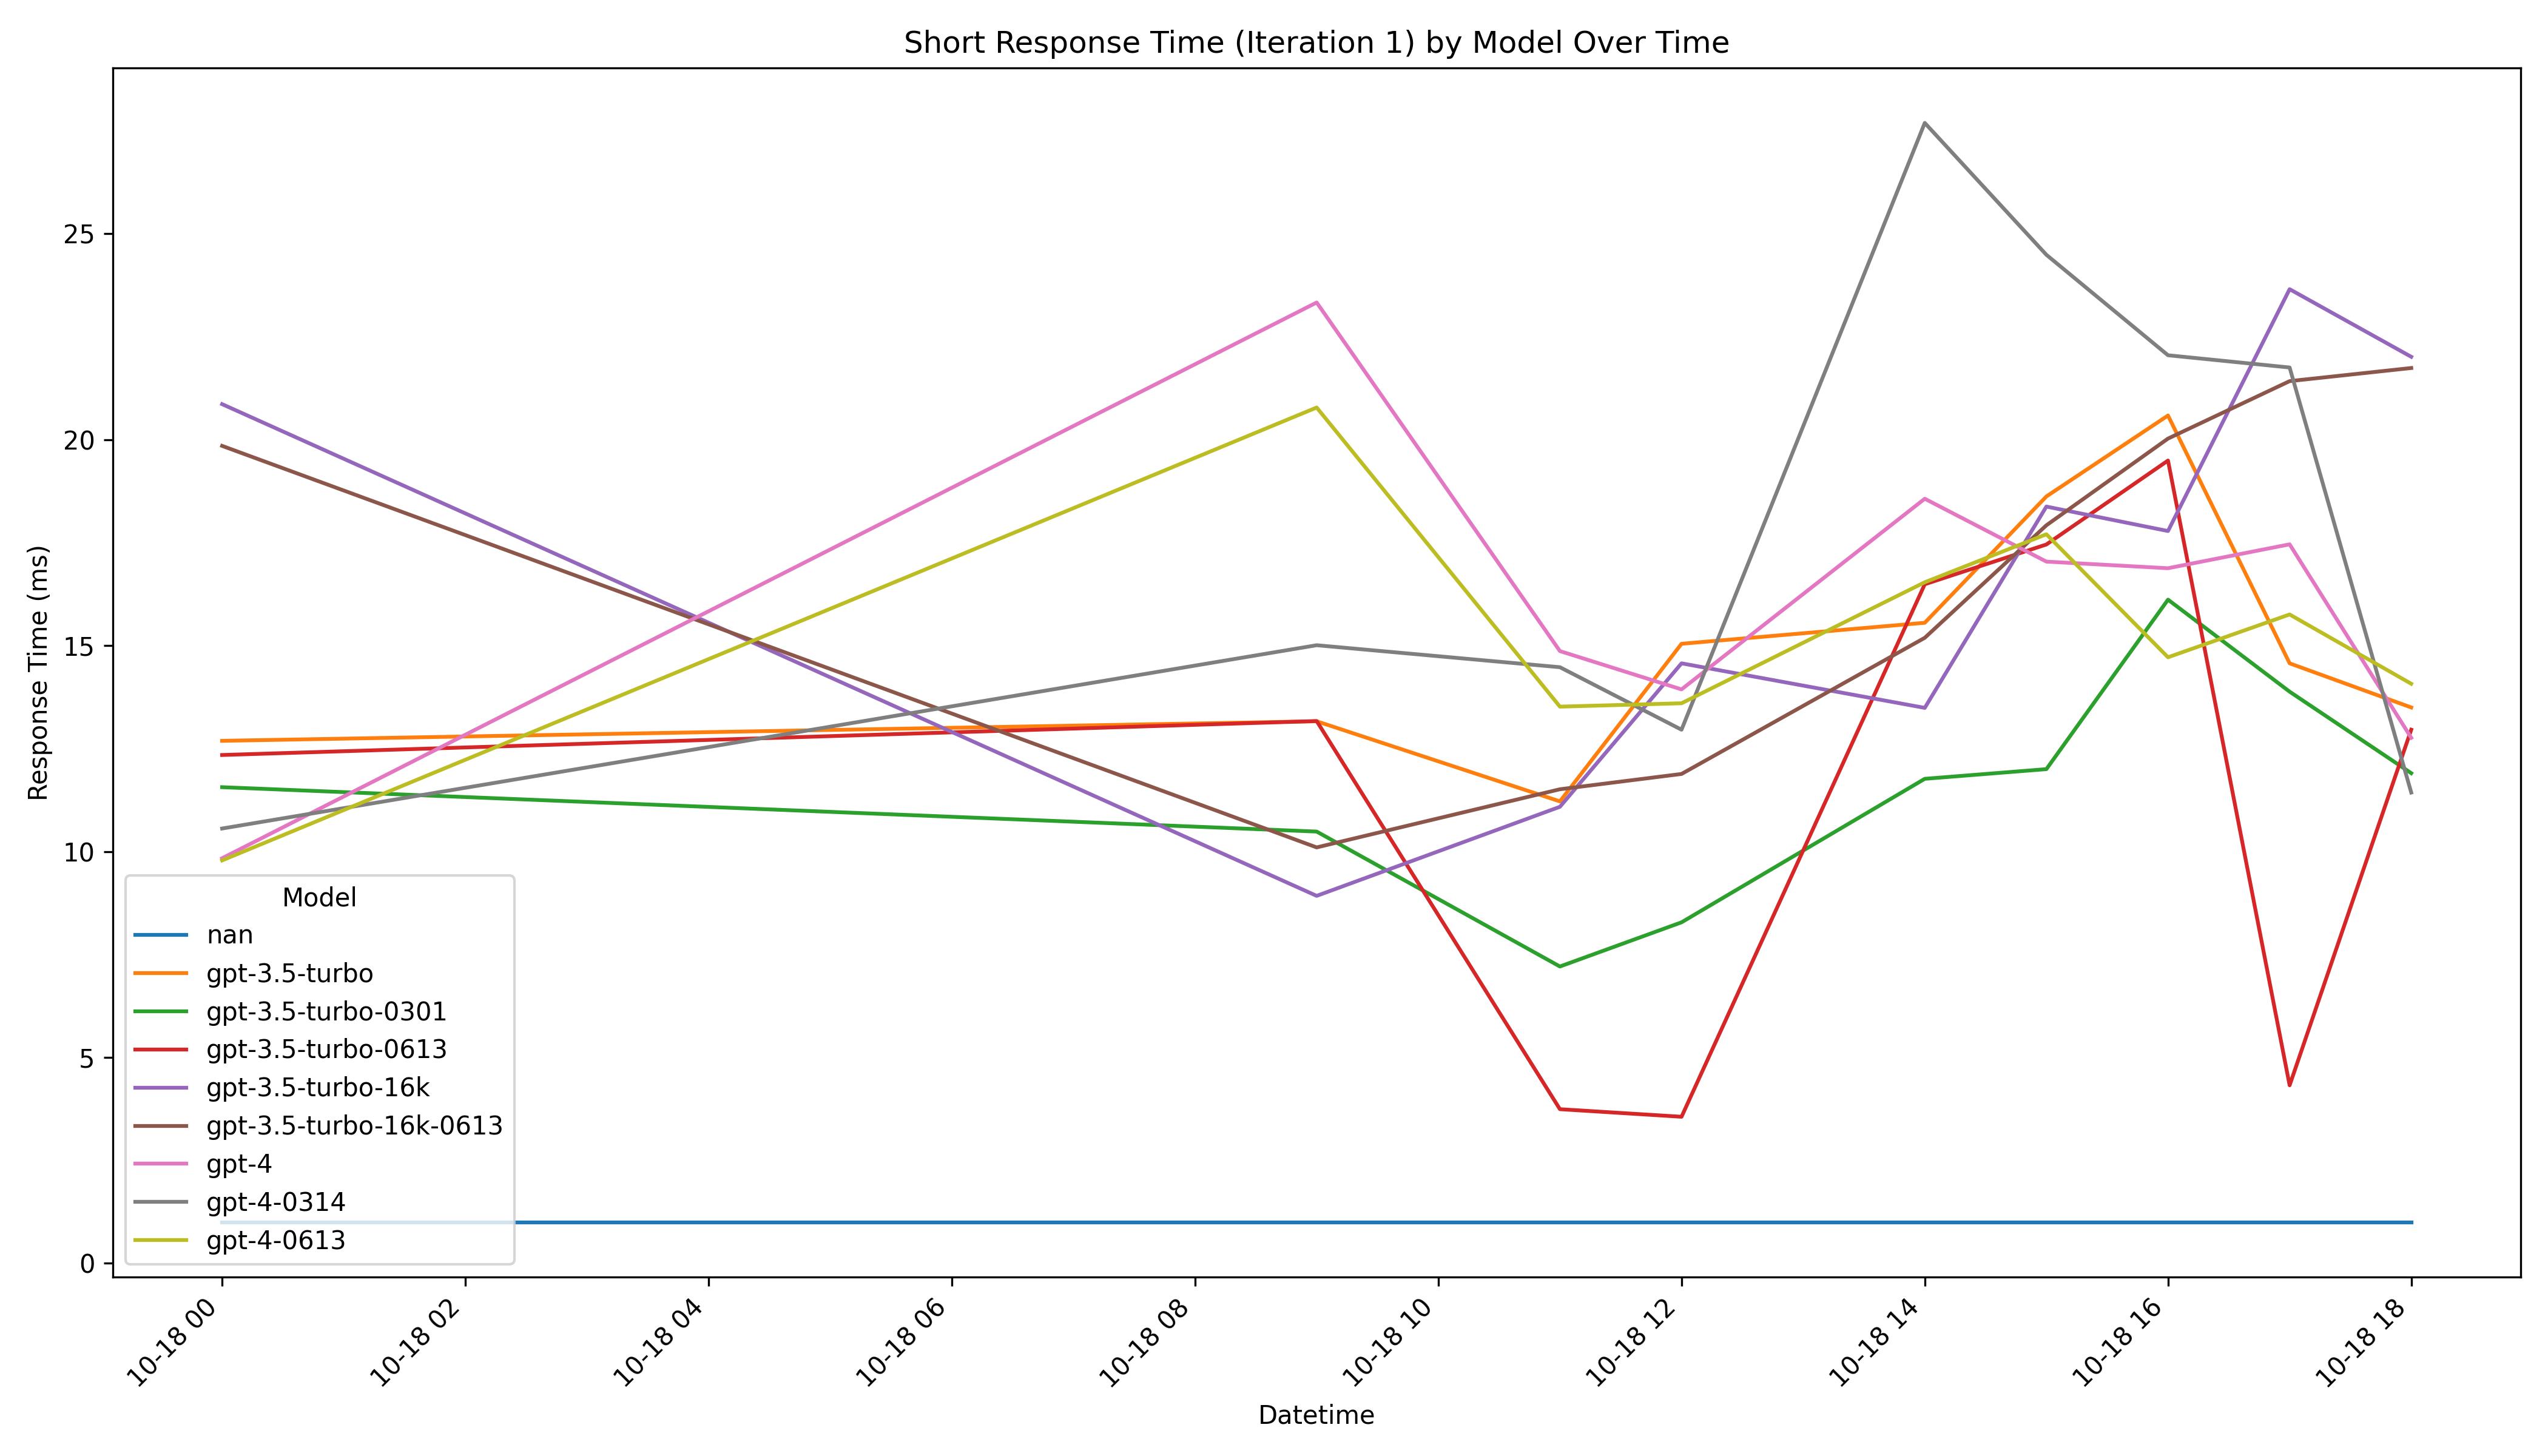 Short Response Time (Iteration 1) by Model Over Time
Response Time (ms)
25
20
15
10
5
0
Model
nan
gpt-3.5-turbo
gpt-3.5-turbo-0301
gpt-3.5-turbo-0613
gpt-3.5-turbo-16k
gpt-3.5-turbo-16k-0613
gpt-4
gpt-4-0314
gpt-4-0613
10-18 00
10-18 02
10-18 04
10-18 06
10-18 08
10-18 10
10-18 12
10-18 14
10-18 16
10-18 18
Datetime